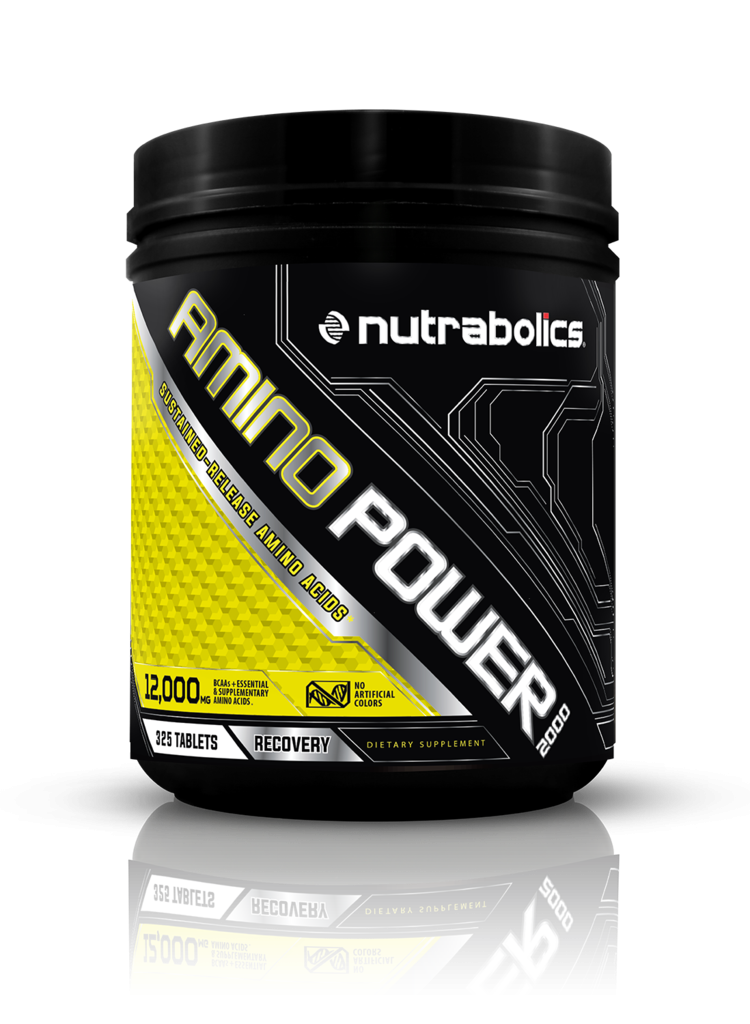 nutrabolics®
AMINO POWER 2000
SUSTAINED-RELEASE AMINO ACIDS™
12,000MG
BCAAs + ESSENTIAL
& SUPPLEMENTARY
AMINO ACIDS.
NO
ARTIFICIAL
COLORS
325 TABLETS
RECOVERY
DIETARY SUPPLEMENT